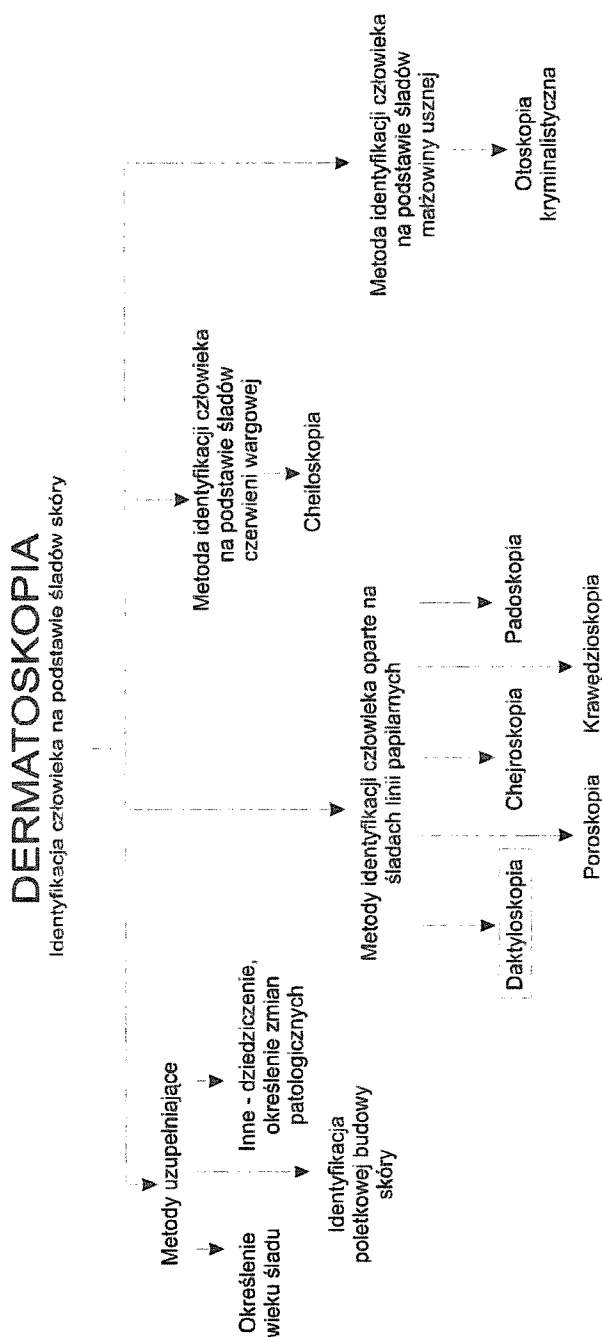 DERMATOSKOPIA
Identyfikacja człowieka na podstawie śladów skóry
Metody uzupełniające
Określenie
wieku śladu
Identyfikacja
poletkowej budowy
skóry
Inne - dziedziczenie,
określenie zmian
patologicznych
Metody identyfikacji człowieka oparte na
śladach linii papilarnych
Daktyloskopia
Poroskopia
Chejroskopia
Krawędzioskopia
Padoskopia
Metoda identyfikacji człowieka
na podstawie śladów
czerwieni wargowej
Cheiloskopia
Metoda identyfikacji człowieka
na podstawie śladów
małżowiny usznej
Otoskopia
kryminalistyczna